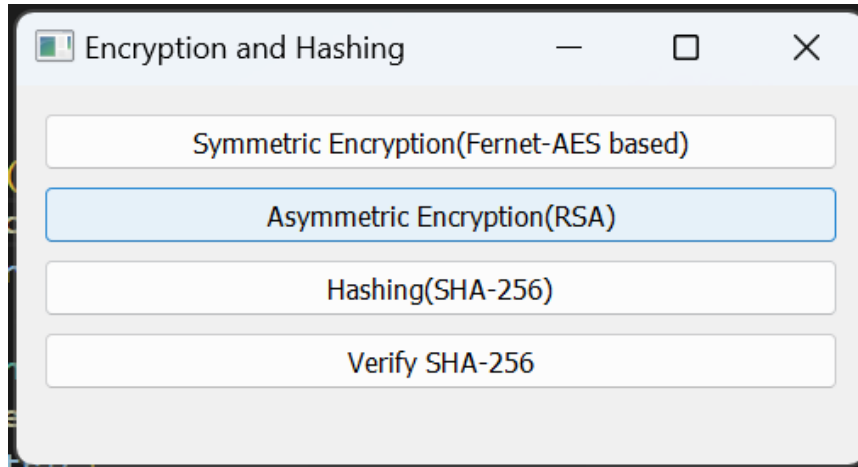 Encryption and Hashing
Symmetric Encryption(Fernet-AES based)
Asymmetric Encryption(RSA)
Hashing(SHA-256)
Verify SHA-256